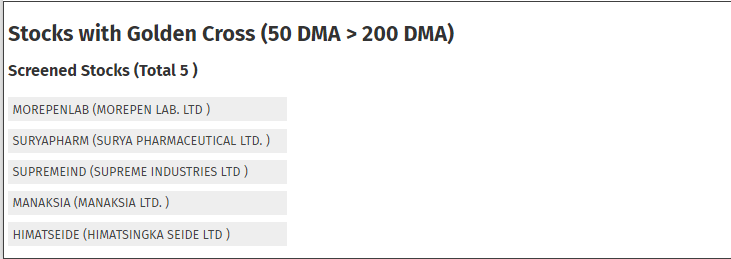 Stocks with Golden Cross (50 DMA > 200 DMA)
Screened Stocks (Total 5 )
MOREPENLAB (MOREPEN LAB. LTD )
SURYAPHARM (SURYA PHARMACEUTICAL LTD. )
SUPREMEIND (SUPREME INDUSTRIES LTD )
MANAKSIA (MANAKSIA LTD. )
HIMATSEIDE (HIMATSINGKA SEIDE LTD )